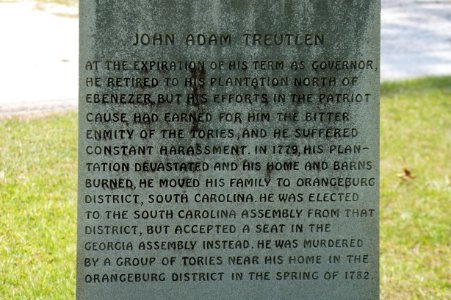 JOHN ADAM TREUTLEN
AT THE EXPIRATION OF HIS TERM AS GOVERNOR,
HE RETIRED TO HIS PLANTATION NORTH OF
EBENEZER, BUT HIS EFFORTS IN THE PATRIOT
CAUSE HAD EARNED FOR HIM THE BITTER
ENMITY OF THE TORIES, AND HE SUFFERED
CONSTANT HARASSMENT. IN 1779, HIS PLAN-
TATION DEVASTATED AND HIS HOME AND BARNS
BURNED, HE MOVED HIS FAMILY TO ORANGEBURG
DISTRICT, SOUTH CAROLINA. HE WAS ELECTED
TO THE SOUTH CAROLINA ASSEMBLY FROM THAT
DISTRICT, BUT ACCEPTED A SEAT IN THE
GEORGIA ASSEMBLY INSTEAD. HE WAS MURDERED
BY A GROUP OF TORIES NEAR HIS HOME IN THE
ORANGEBURG DISTRICT IN THE SPRING OF 1782.